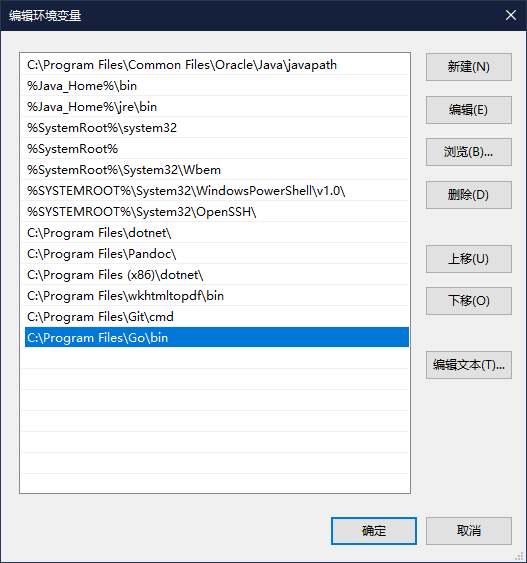 编辑环境变量
C:\Program Files\Common Files\Oracle\Java\javapath
%Java_Home%\bin
%Java_Home%\jre\bin
%SystemRoot%\system32
%SystemRoot%
%SystemRoot%\System32\Wbem
%SYSTEMROOT%\System32\WindowsPowerShell\v1.0\
%SYSTEMROOT%\System32\OpenSSH\
C:\Program Files\dotnet\
C:\Program Files\Pandoc\
C:\Program Files (x86)\dotnet\
C:\Program Files\wkhtmltopdf\bin
C:\Program Files\Git\cmd
C:\Program Files\Go\bin
新建(N)
编辑(E)
浏览(B)...
删除(D)
上移(U)
下移(O)
编辑文本(T)...
确定
取消